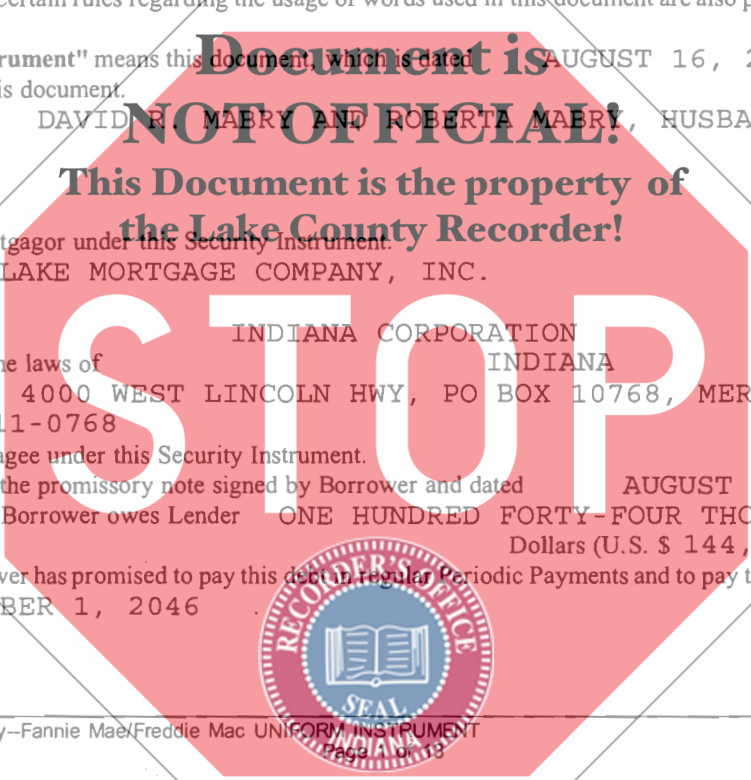 Certain rules regarding the usage of words used in this document are also p
Document is
rument" means this document, which is dated AUGUST 16, 2
is document.
NOT OFFICIAL!
DAVID R. MABRY AND ROBERTA MABRY, HUSBA
This Document is the property of
the Lake County Recorder!
tgagor under this Security Instrument.
LAKE MORTGAGE COMPANY, INC.
STOP
INDIANA CORPORATION
he laws of INDIANA
4000 WEST LINCOLN HWY, PO BOX 10768, MER
11-0768
agee under this Security Instrument.
the promissory note signed by Borrower and dated AUGUST
Borrower owes Lender ONE HUNDRED FORTY-FOUR THO
Dollars (U.S. $ 144,
wer has promised to pay this debt in regular Periodic Payments and to pay t
BER 1, 2046 .
RECORDER'S OFFICE
SEAL
INDIANA
y--Fannie Mae/Freddie Mac UNIFORM INSTRUMENT
Page 1 of 13